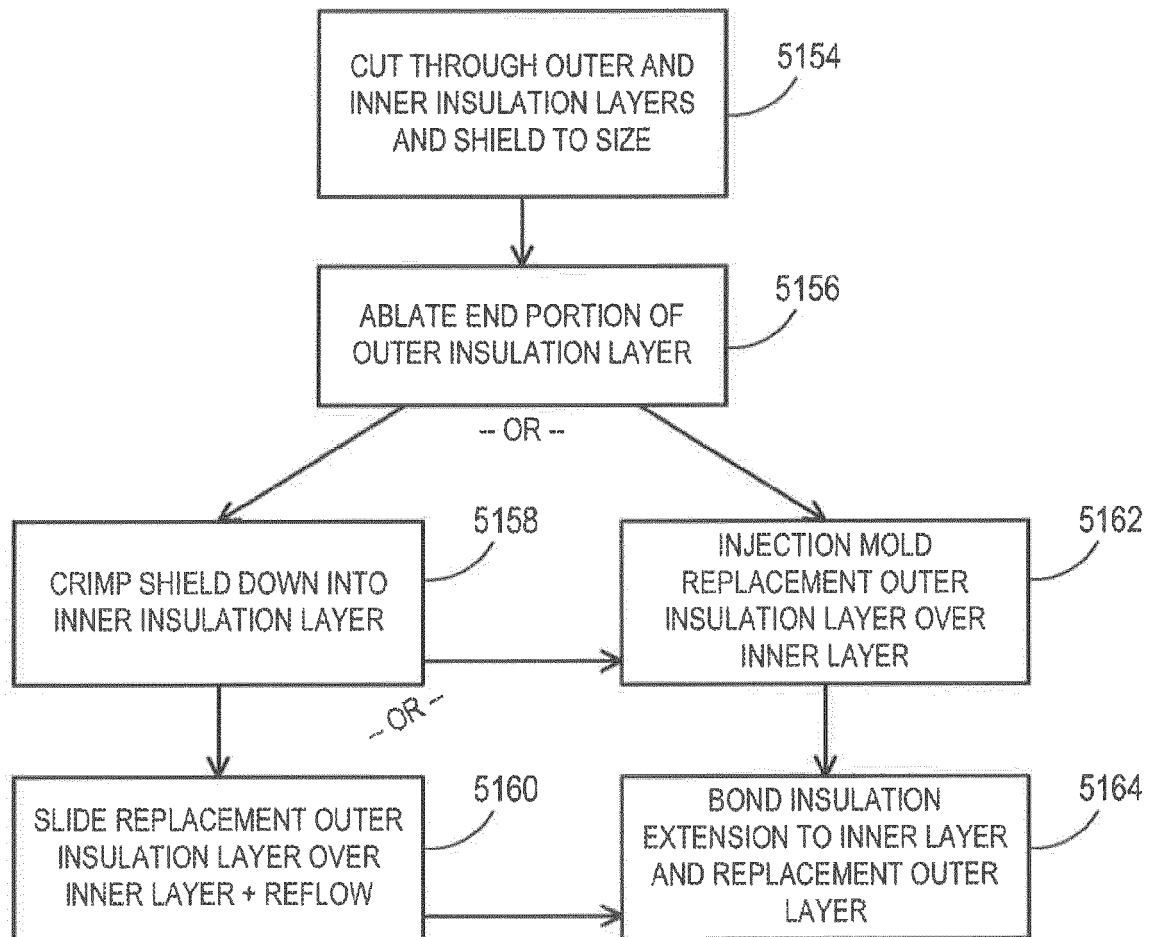 CUT THROUGH OUTER AND
INNER INSULATION LAYERS
AND SHIELD TO SIZE
5154
ABLATE END PORTION OF
OUTER INSULATION LAYER
5156
-- OR --
CRIMP SHIELD DOWN INTO
INNER INSULATION LAYER
5158
INJECTION MOLD
REPLACEMENT OUTER
INSULATION LAYER OVER
INNER LAYER
5162
-- OR --
SLIDE REPLACEMENT OUTER
INSULATION LAYER OVER
INNER LAYER + REFLOW
5160
BOND INSULATION
EXTENSION TO INNER LAYER
AND REPLACEMENT OUTER
LAYER
5164